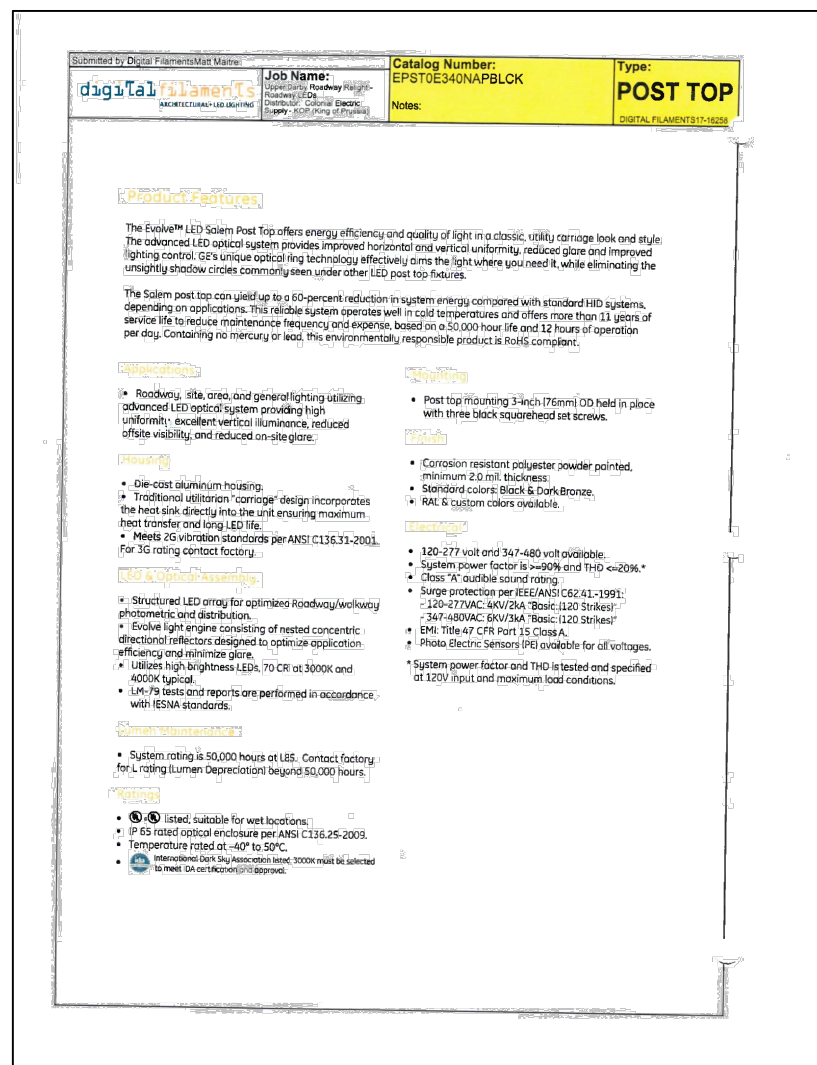 Submitted by Digital FilamentsMatt Maitre
digital filaments
ARCHITECTURAL+LED LIGHTING
Job Name:
Upper Darby Roadway Relight-
Roadway LEDs
Distributor: Colonial Electric
Supply - KOP (King of Prussia)
Catalog Number:
EPST0E340NAPBLCK
Notes:
Type:
POST TOP
DIGITAL FILAMENTS17-16258
Product Features
The Evolve™ LED Salem Post Top offers energy efficiency and quality of light in a classic, utility carriage look and style.
The advanced LED optical system provides improved horizontal and vertical uniformity, reduced glare and improved
lighting control. GE's unique optical ring technology effectively aims the light where you need it, while eliminating the
unsightly shadow circles commonly seen under other LED post top fixtures.
The Salem post top can yield up to a 60-percent reduction in system energy compared with standard HID systems,
depending on applications. This reliable system operates well in cold temperatures and offers more than 11 years of
service life to reduce maintenance frequency and expense, based on a 50,000 hour life and 12 hours of operation
per day. Containing no mercury or lead, this environmentally responsible product is RoHS compliant.
Applications
• Roadway, site, area, and general lighting utilizing
advanced LED optical system providing high
uniformity, excellent vertical illuminance, reduced
offsite visibility, and reduced on-site glare.
Housing
• Die-cast aluminum housing.
• Traditional utilitarian "carriage" design incorporates
the heat sink directly into the unit ensuring maximum
heat transfer and long LED life.
• Meets 2G vibration standards per ANSI C136.31-2001.
For 3G rating contact factory.
LED & Optical Assembly
• Structured LED array for optimized Roadway/walkway
photometric and distribution.
• Evolve light engine consisting of nested concentric
directional reflectors designed to optimize application
efficiency and minimize glare.
• Utilizes high brightness LEDs, 70 CRI at 3000K and
4000K typical.
• LM-79 tests and reports are performed in accordance
with IESNA standards.
Lumen Maintenance
• System rating is 50,000 hours at L85. Contact factory
for L rating (Lumen Depreciation) beyond 50,000 hours.
Ratings
• UL UL listed, suitable for wet locations.
• IP 65 rated optical enclosure per ANSI C136.25-2009.
• Temperature rated at -40° to 50°C.
• International Dark Sky Association listed. 3000K must be selected
to meet IDA certification and approval.
Mounting
• Post top mounting 3-inch (76mm) OD held in place
with three black squarehead set screws.
Finish
• Corrosion resistant polyester powder painted,
minimum 2.0 mil. thickness.
• Standard colors: Black & Dark Bronze.
• RAL & custom colors available.
Electrical
• 120-277 volt and 347-480 volt available.
• System power factor is >=90% and THD <=20%.*
• Class "A" audible sound rating.
• Surge protection per IEEE/ANSI C62.41.-1991:
- 120-277VAC: 4KV/2kA "Basic: (120 Strikes)"
- 347-480VAC: 6KV/3kA "Basic: (120 Strikes)"
• EMI: Title 47 CFR Part 15 Class A.
• Photo Electric Sensors (PE) available for all voltages.
* System power factor and THD is tested and specified
at 120V input and maximum load conditions.